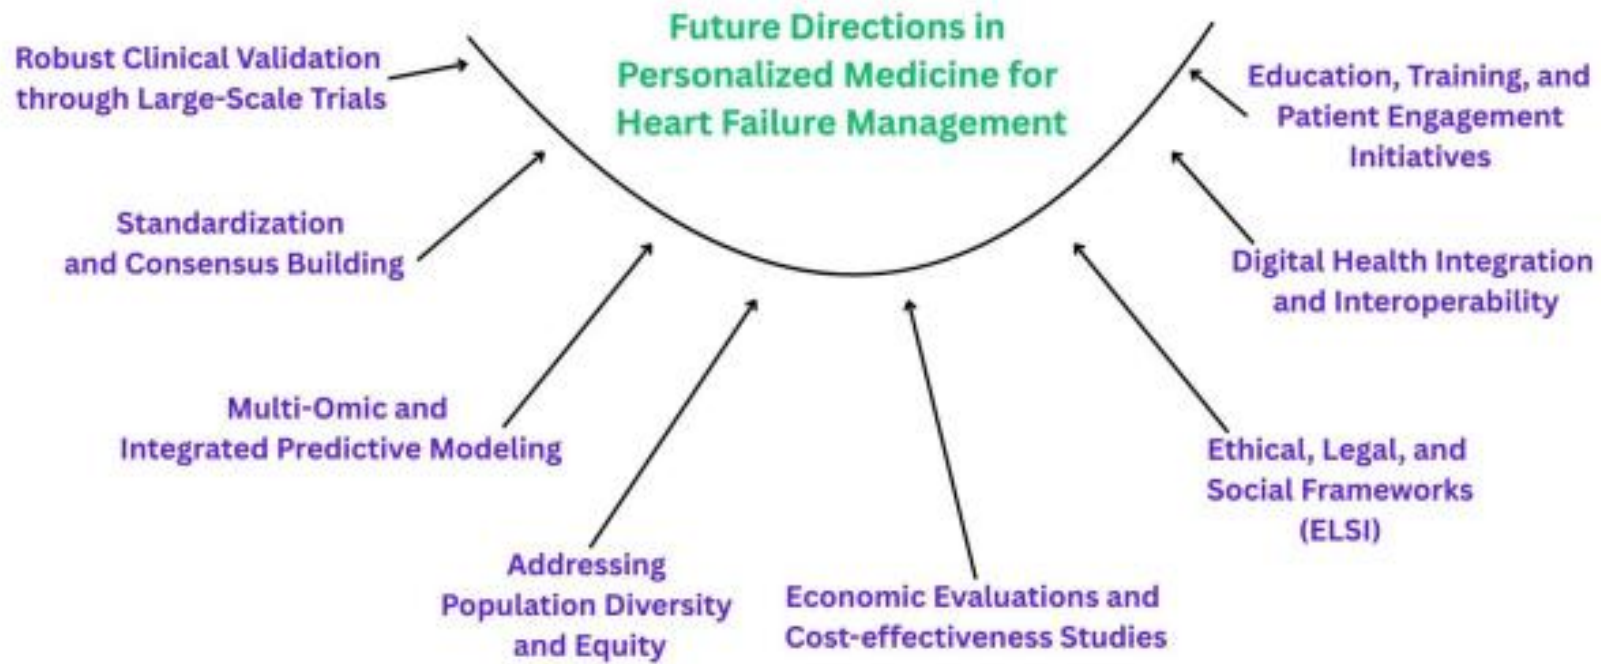 Future Directions in
Personalized Medicine for
Heart Failure Management
Robust Clinical Validation
through Large-Scale Trials
Standardization
and Consensus Building
Multi-Omic and
Integrated Predictive Modeling
Addressing
Population Diversity
and Equity
Economic Evaluations and
Cost-effectiveness Studies
Ethical, Legal, and
Social Frameworks
(ELSI)
Digital Health Integration
and Interoperability
Education, Training, and
Patient Engagement
Initiatives